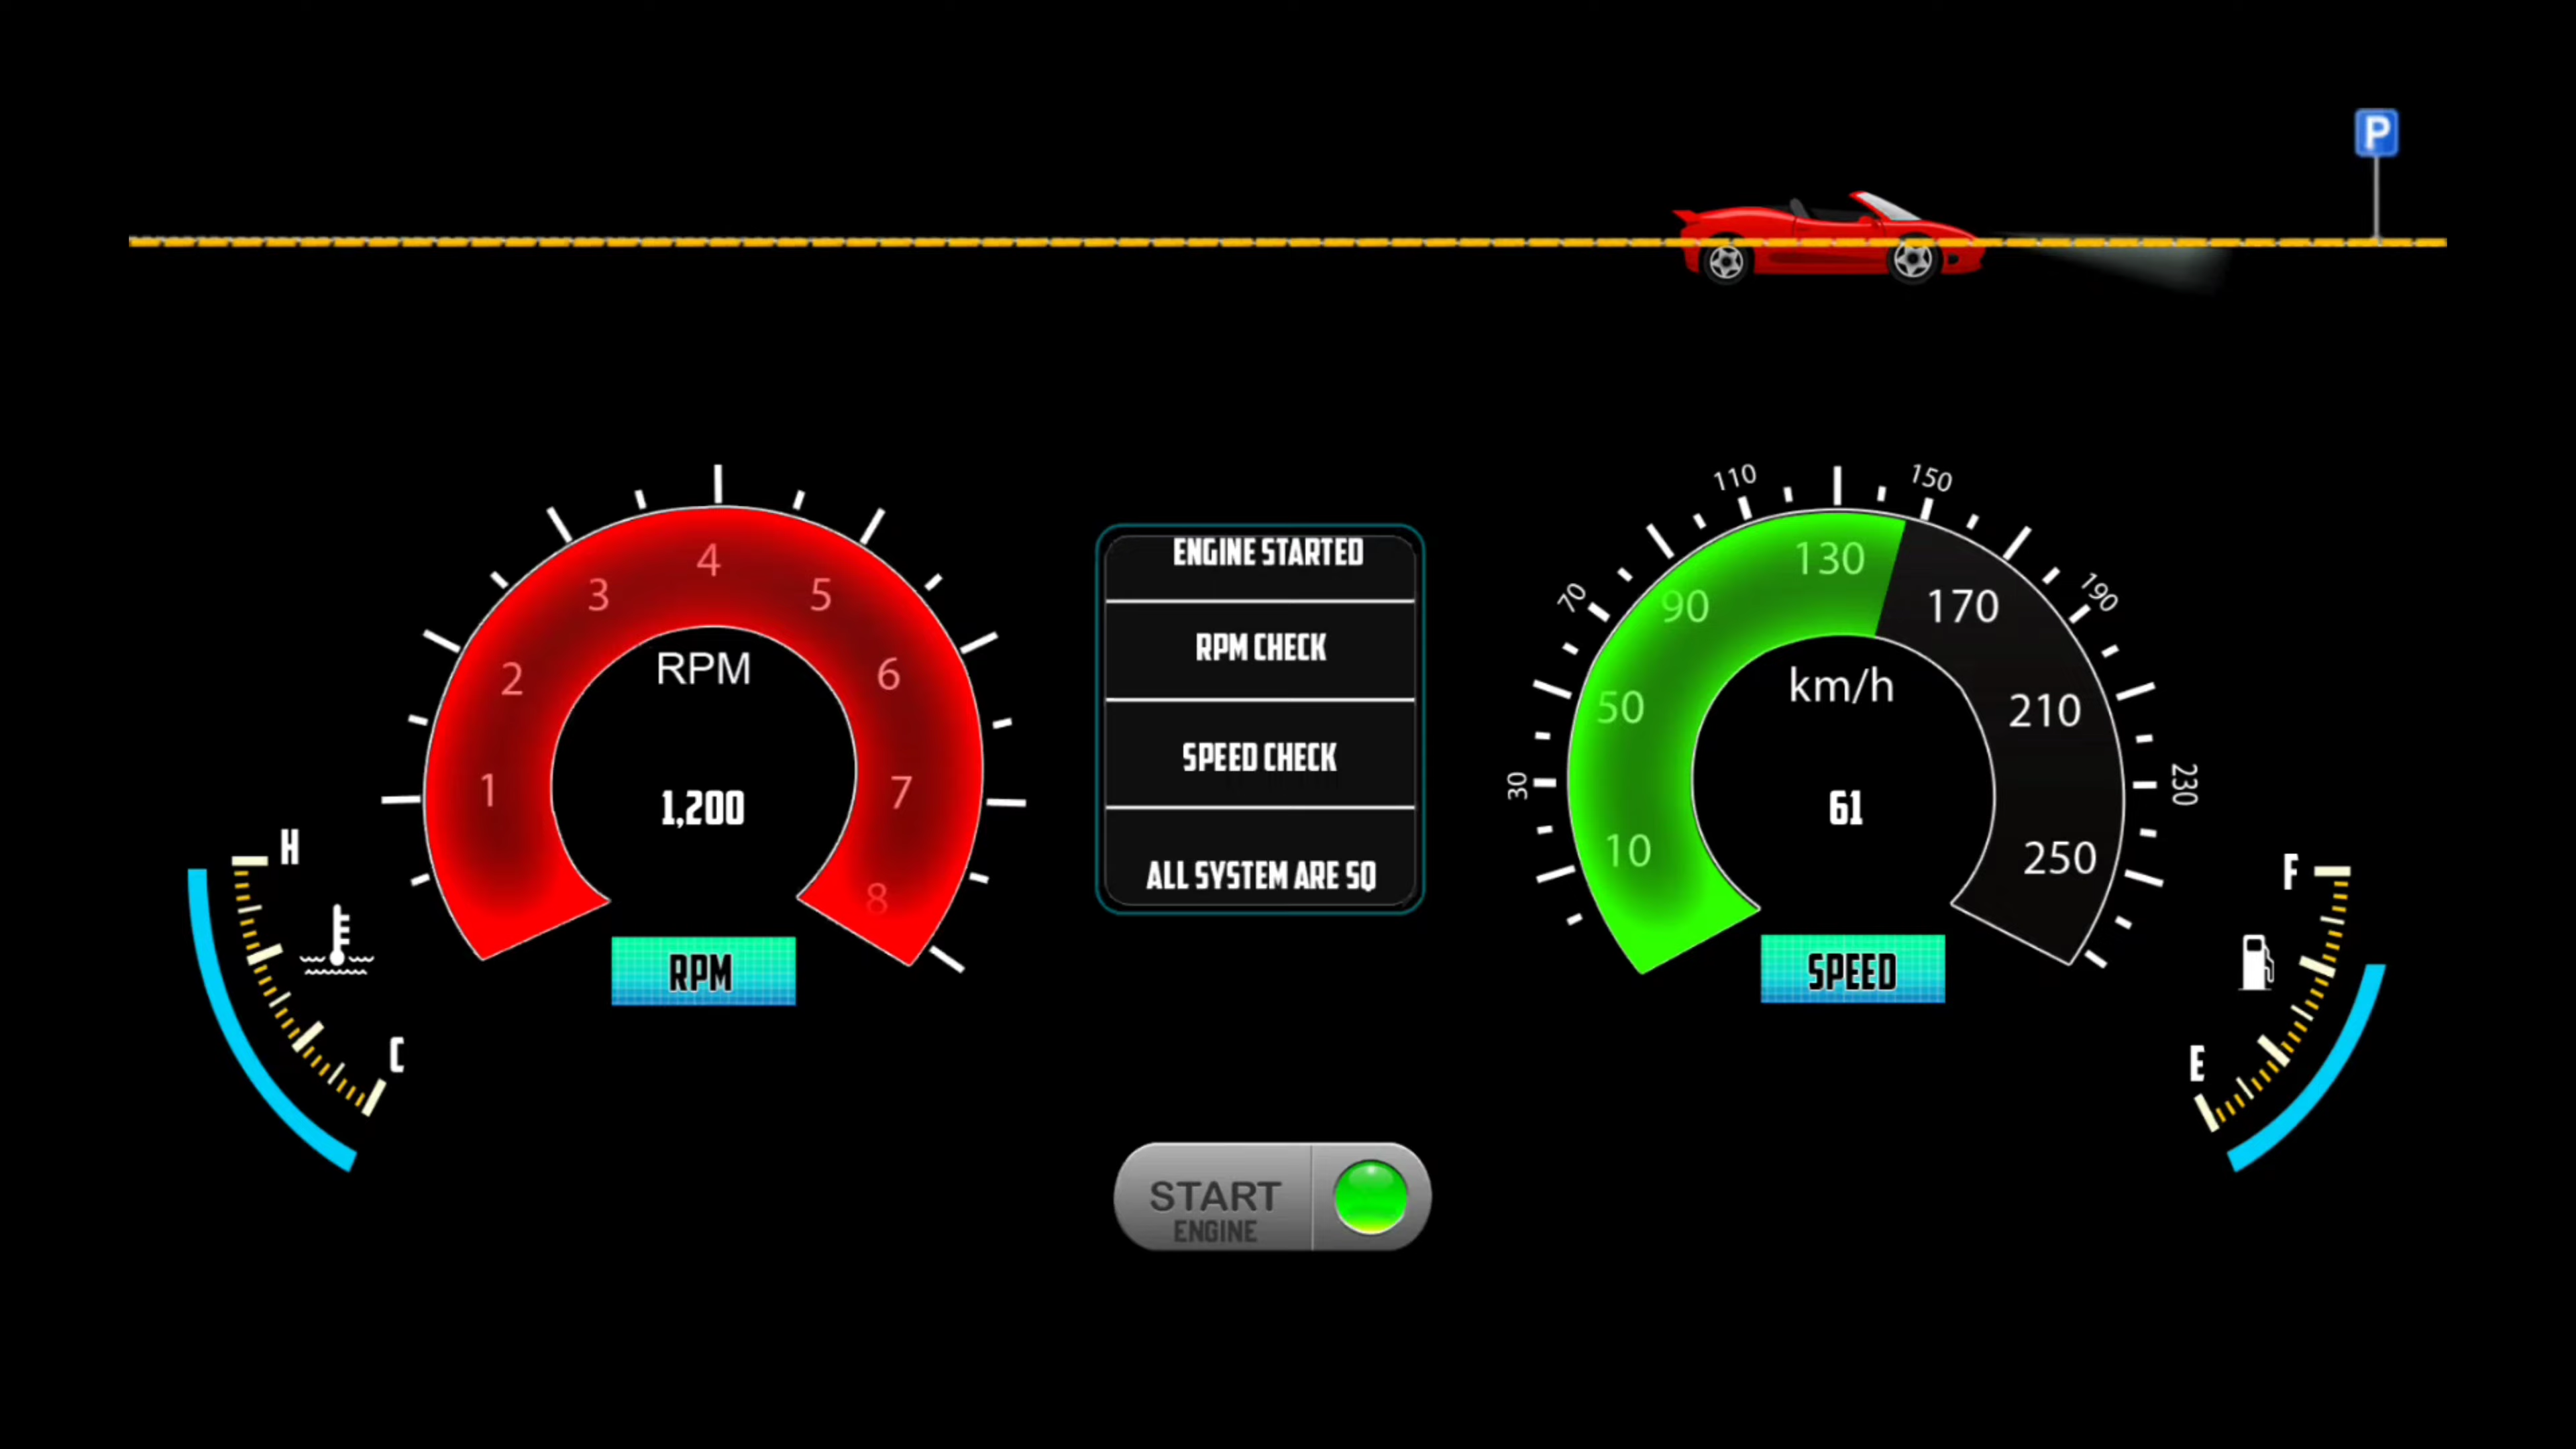 P
110
150
130
4
3
5
70
90
170
190
RPM
2
6
km/h
50
210
ENGINE STARTED
RPM CHECK
SPEED CHECK
ALL SYSTEM ARE SQ
1
7
1,200
30
61
230
10
250
8
H
C
F
E
RPM
SPEED
START
ENGINE